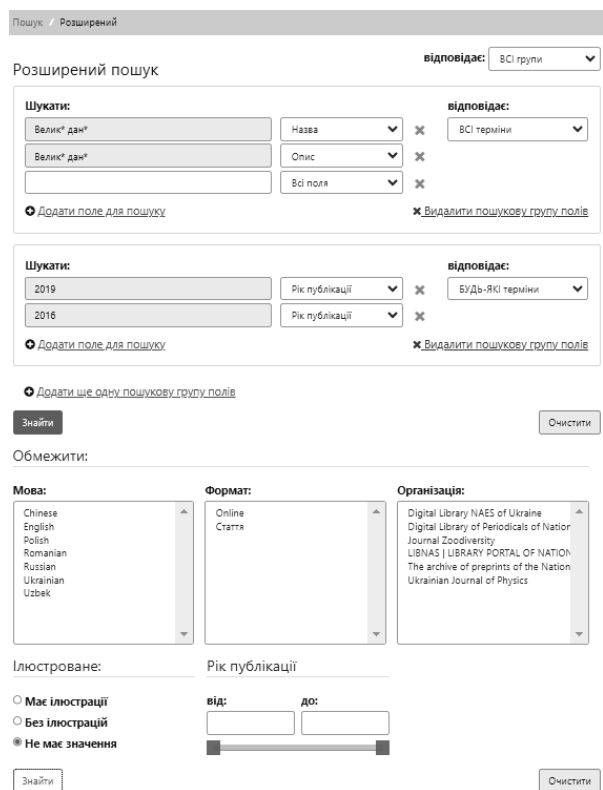 Пошук / Розширений
Розширений пошук
відповідає: ВСІ групи
Шукати:
відповідає:
Велик* дан* Назва ВСІ терміни
Велик* дан* Опис
Всі поля
Додати поле для пошуку Видалити пошукову групу полів
Шукати:
відповідає:
2019 Рік публікації БУДЬ-ЯКІ терміни
2016 Рік публікації
Додати поле для пошуку Видалити пошукову групу полів
Додати ще одну пошукову групу полів
Знайти Очистити
Обмежити:
Мова:
Chinese
English
Polish
Romanian
Russian
Ukrainian
Uzbek
Формат:
Online
Стаття
Організація:
Digital Library NAES of Ukraine
Digital Library of Periodicals of Nation
Journal Zoodiversity
LIBNAS | LIBRARY PORTAL OF NATION
The archive of preprints of the Nation
Ukrainian Journal of Physics
Ілюстроване:
Має ілюстрації
Без ілюстрацій
Не має значення
Рік публікації
від: до:
Знайти Очистити